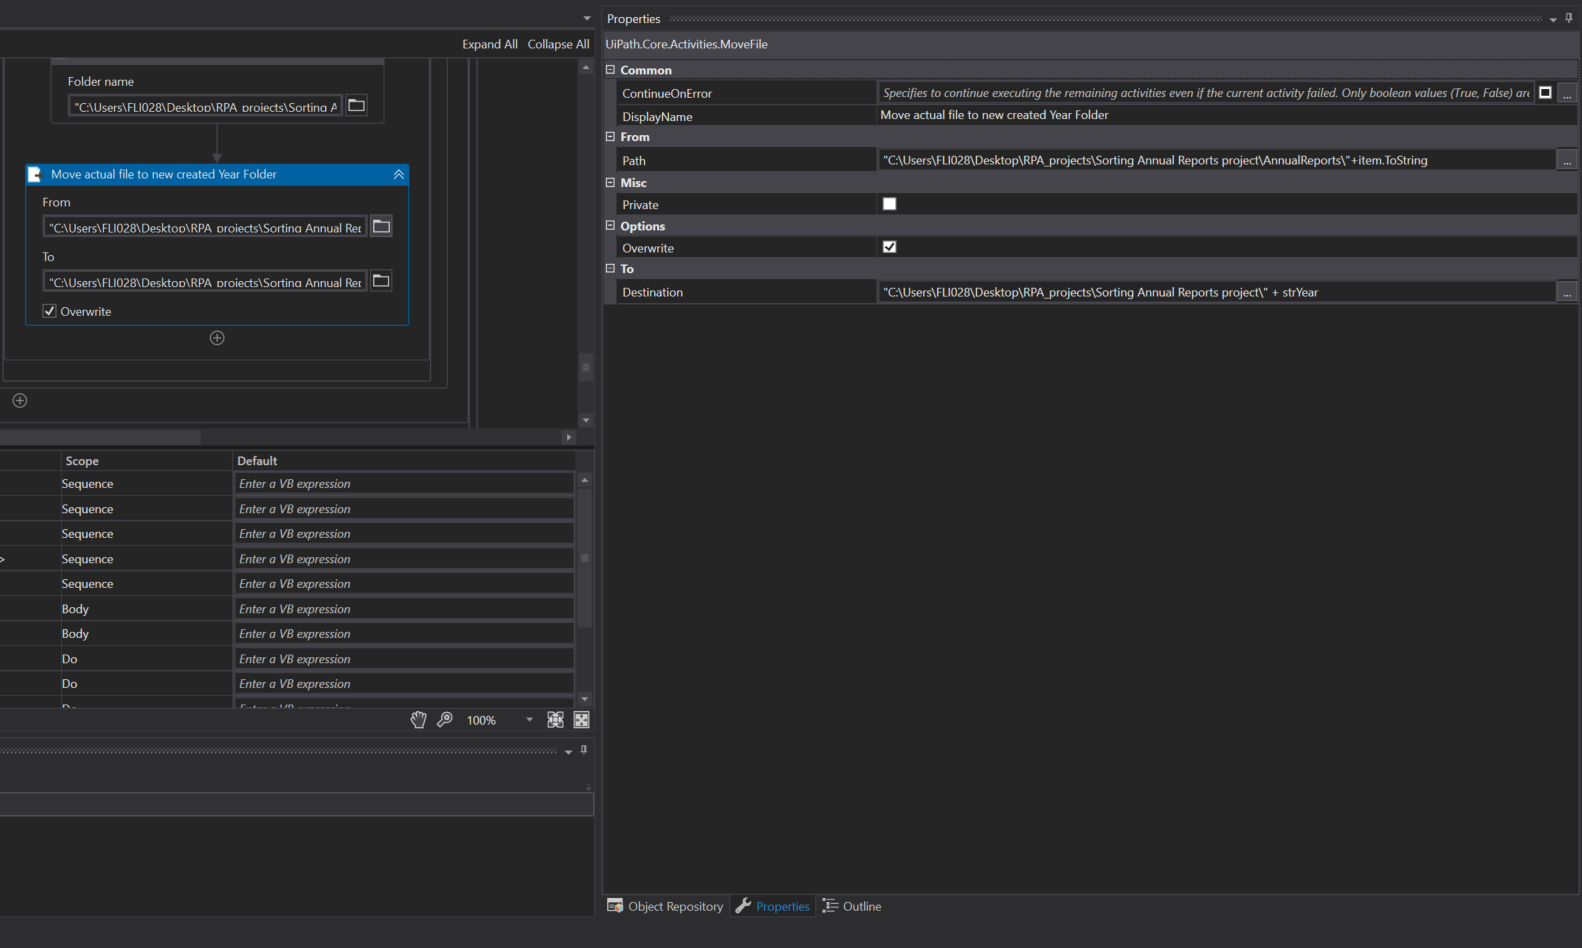 Properties
Expand All Collapse All
UiPath.Core.Activities.MoveFile
Common
Folder name
"C:\Users\FLI028\Desktop\RPA_projects\Sorting A
ContinueOnError
Specifies to continue executing the remaining activities even if the current activity failed. Only boolean values (True, False) are
...
DisplayName
Move actual file to new created Year Folder
From
Path
"C:\Users\FLI028\Desktop\RPA_projects\Sorting Annual Reports project\AnnualReports\"+item.ToString
...
Misc
Private
Options
Overwrite
To
Destination
"C:\Users\FLI028\Desktop\RPA_projects\Sorting Annual Reports project\" + strYear
...
Move actual file to new created Year Folder
From
"C:\Users\FLI028\Desktop\RPA_projects\Sorting Annual Rep
To
"C:\Users\FLI028\Desktop\RPA_projects\Sorting Annual Rep
Overwrite
Scope Default
Sequence Enter a VB expression
Sequence Enter a VB expression
Sequence Enter a VB expression
> Sequence Enter a VB expression
Sequence Enter a VB expression
Body Enter a VB expression
Body Enter a VB expression
Do Enter a VB expression
Do Enter a VB expression
Do Enter a VB expression
100%
Object Repository Properties Outline